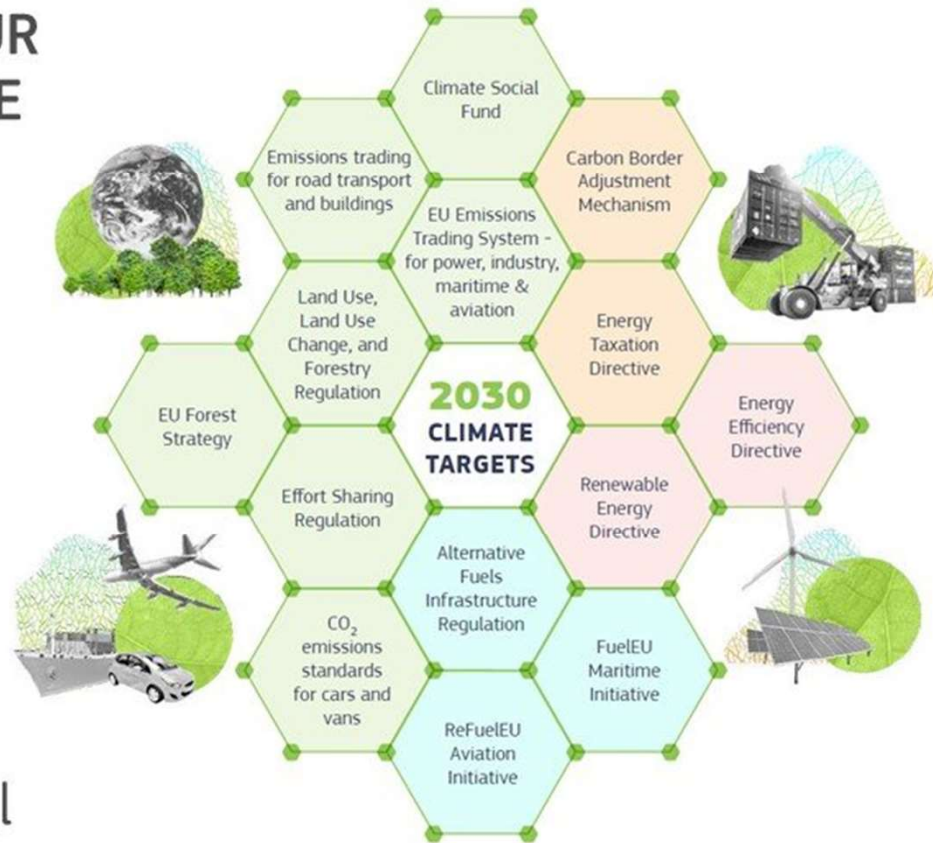 UR
E
Climate Social
Fund
Emissions trading
for road transport
and buildings
Carbon Border
Adjustment
Mechanism
EU Emissions
Trading System -
for power, industry,
maritime &
aviation
Land Use,
Land Use
Change, and
Forestry
Regulation
Energy
Taxation
Directive
EU Forest
Strategy
2030
CLIMATE
TARGETS
Energy
Efficiency
Directive
Effort Sharing
Regulation
Renewable
Energy
Directive
Alternative
Fuels
Infrastructure
Regulation
CO₂
emissions
standards
for cars and
vans
FuelEU
Maritime
Initiative
ReFuelEU
Aviation
Initiative
l